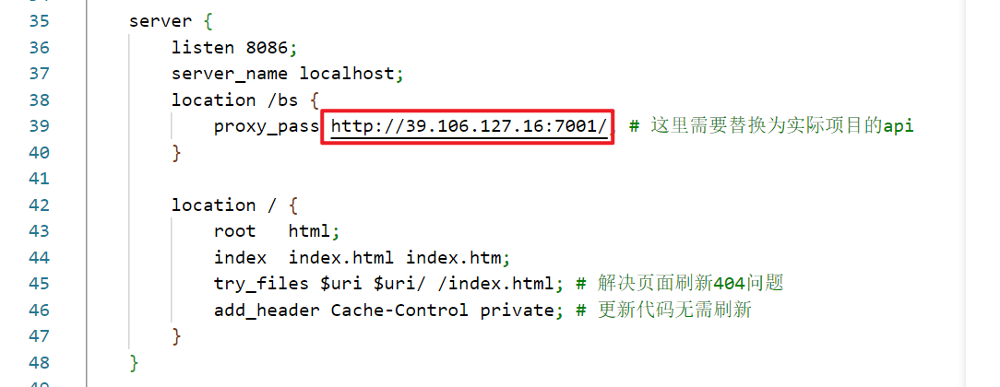 35 server {
36 listen 8086;
37 server_name localhost;
38 location /bs {
39 proxy_pass http://39.106.127.16:7001/; # 这里需要替换为实际项目的api
40 }
41
42 location / {
43 root html;
44 index index.html index.htm;
45 try_files $uri $uri/ /index.html; # 解决页面刷新404问题
46 add_header Cache-Control private; # 更新代码无需刷新
47 }
48 }